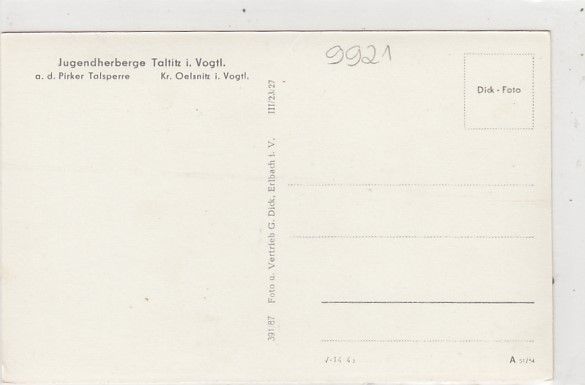 Jugendherberge Taltitz i. Vogtl.
a. d. Pirker Talsperre Kr. Oelsnitz i. Vogtl.
9921
Dick - Foto
391/87 Foto u. Vertrieb G. Dick, Erlbach i. V. III/23/27
A